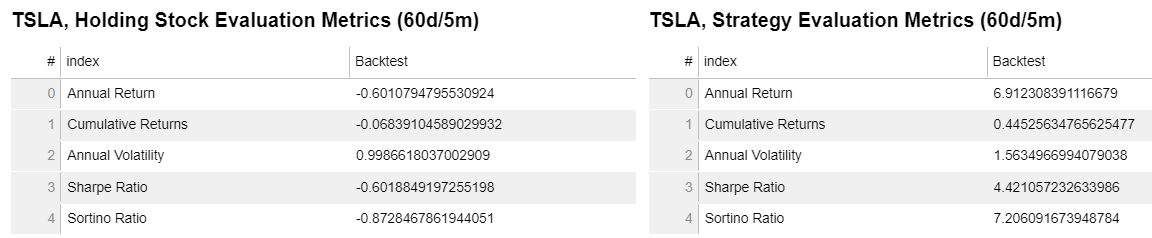 TSLA, Holding Stock Evaluation Metrics (60d/5m)
# index Backtest
0 Annual Return -0.6010794795530924
1 Cumulative Returns -0.06839104589029932
2 Annual Volatility 0.9986618037002909
3 Sharpe Ratio -0.6018849197255198
4 Sortino Ratio -0.8728467861944051
TSLA, Strategy Evaluation Metrics (60d/5m)
# index Backtest
0 Annual Return 6.912308391116679
1 Cumulative Returns 0.44525634765625477
2 Annual Volatility 1.5634966994079038
3 Sharpe Ratio 4.421057232633986
4 Sortino Ratio 7.206091673948784